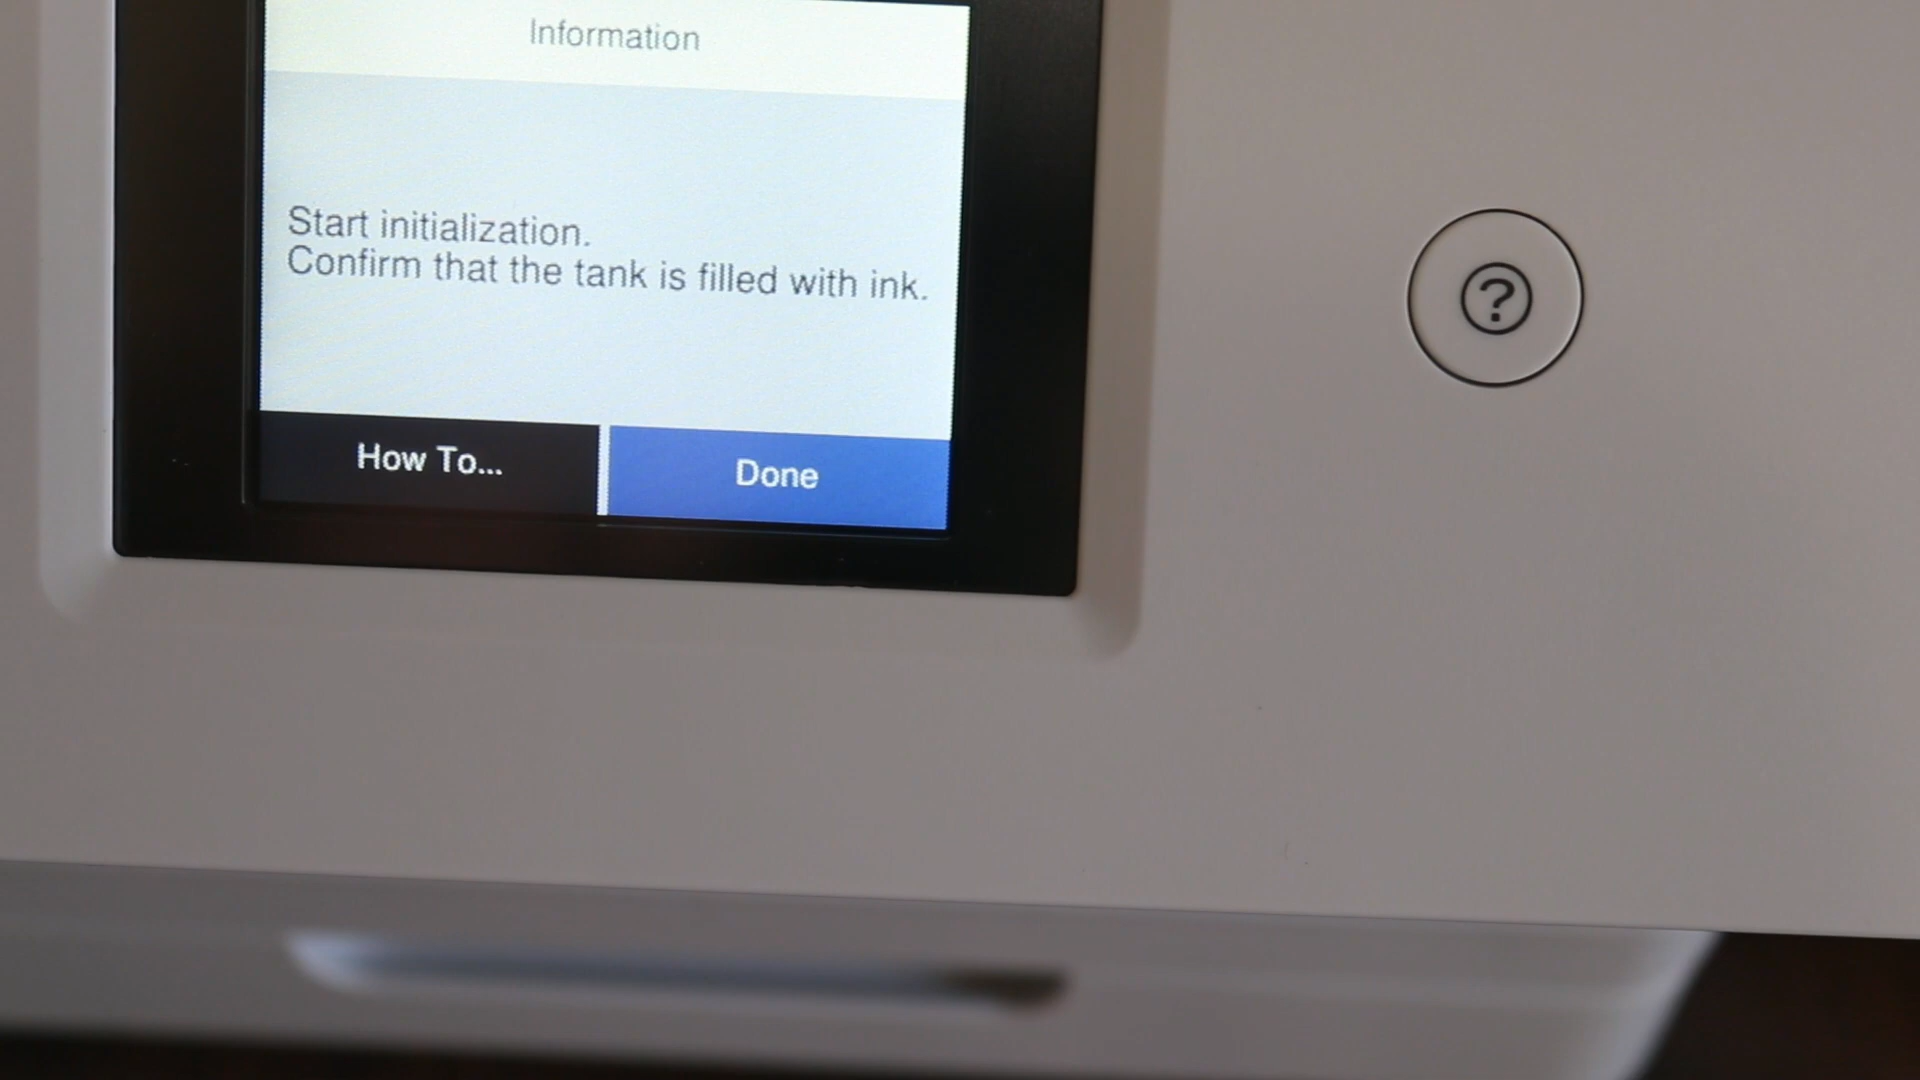 Information
Start initialization.
Confirm that the tank is filled with ink.
How To...
Done
?